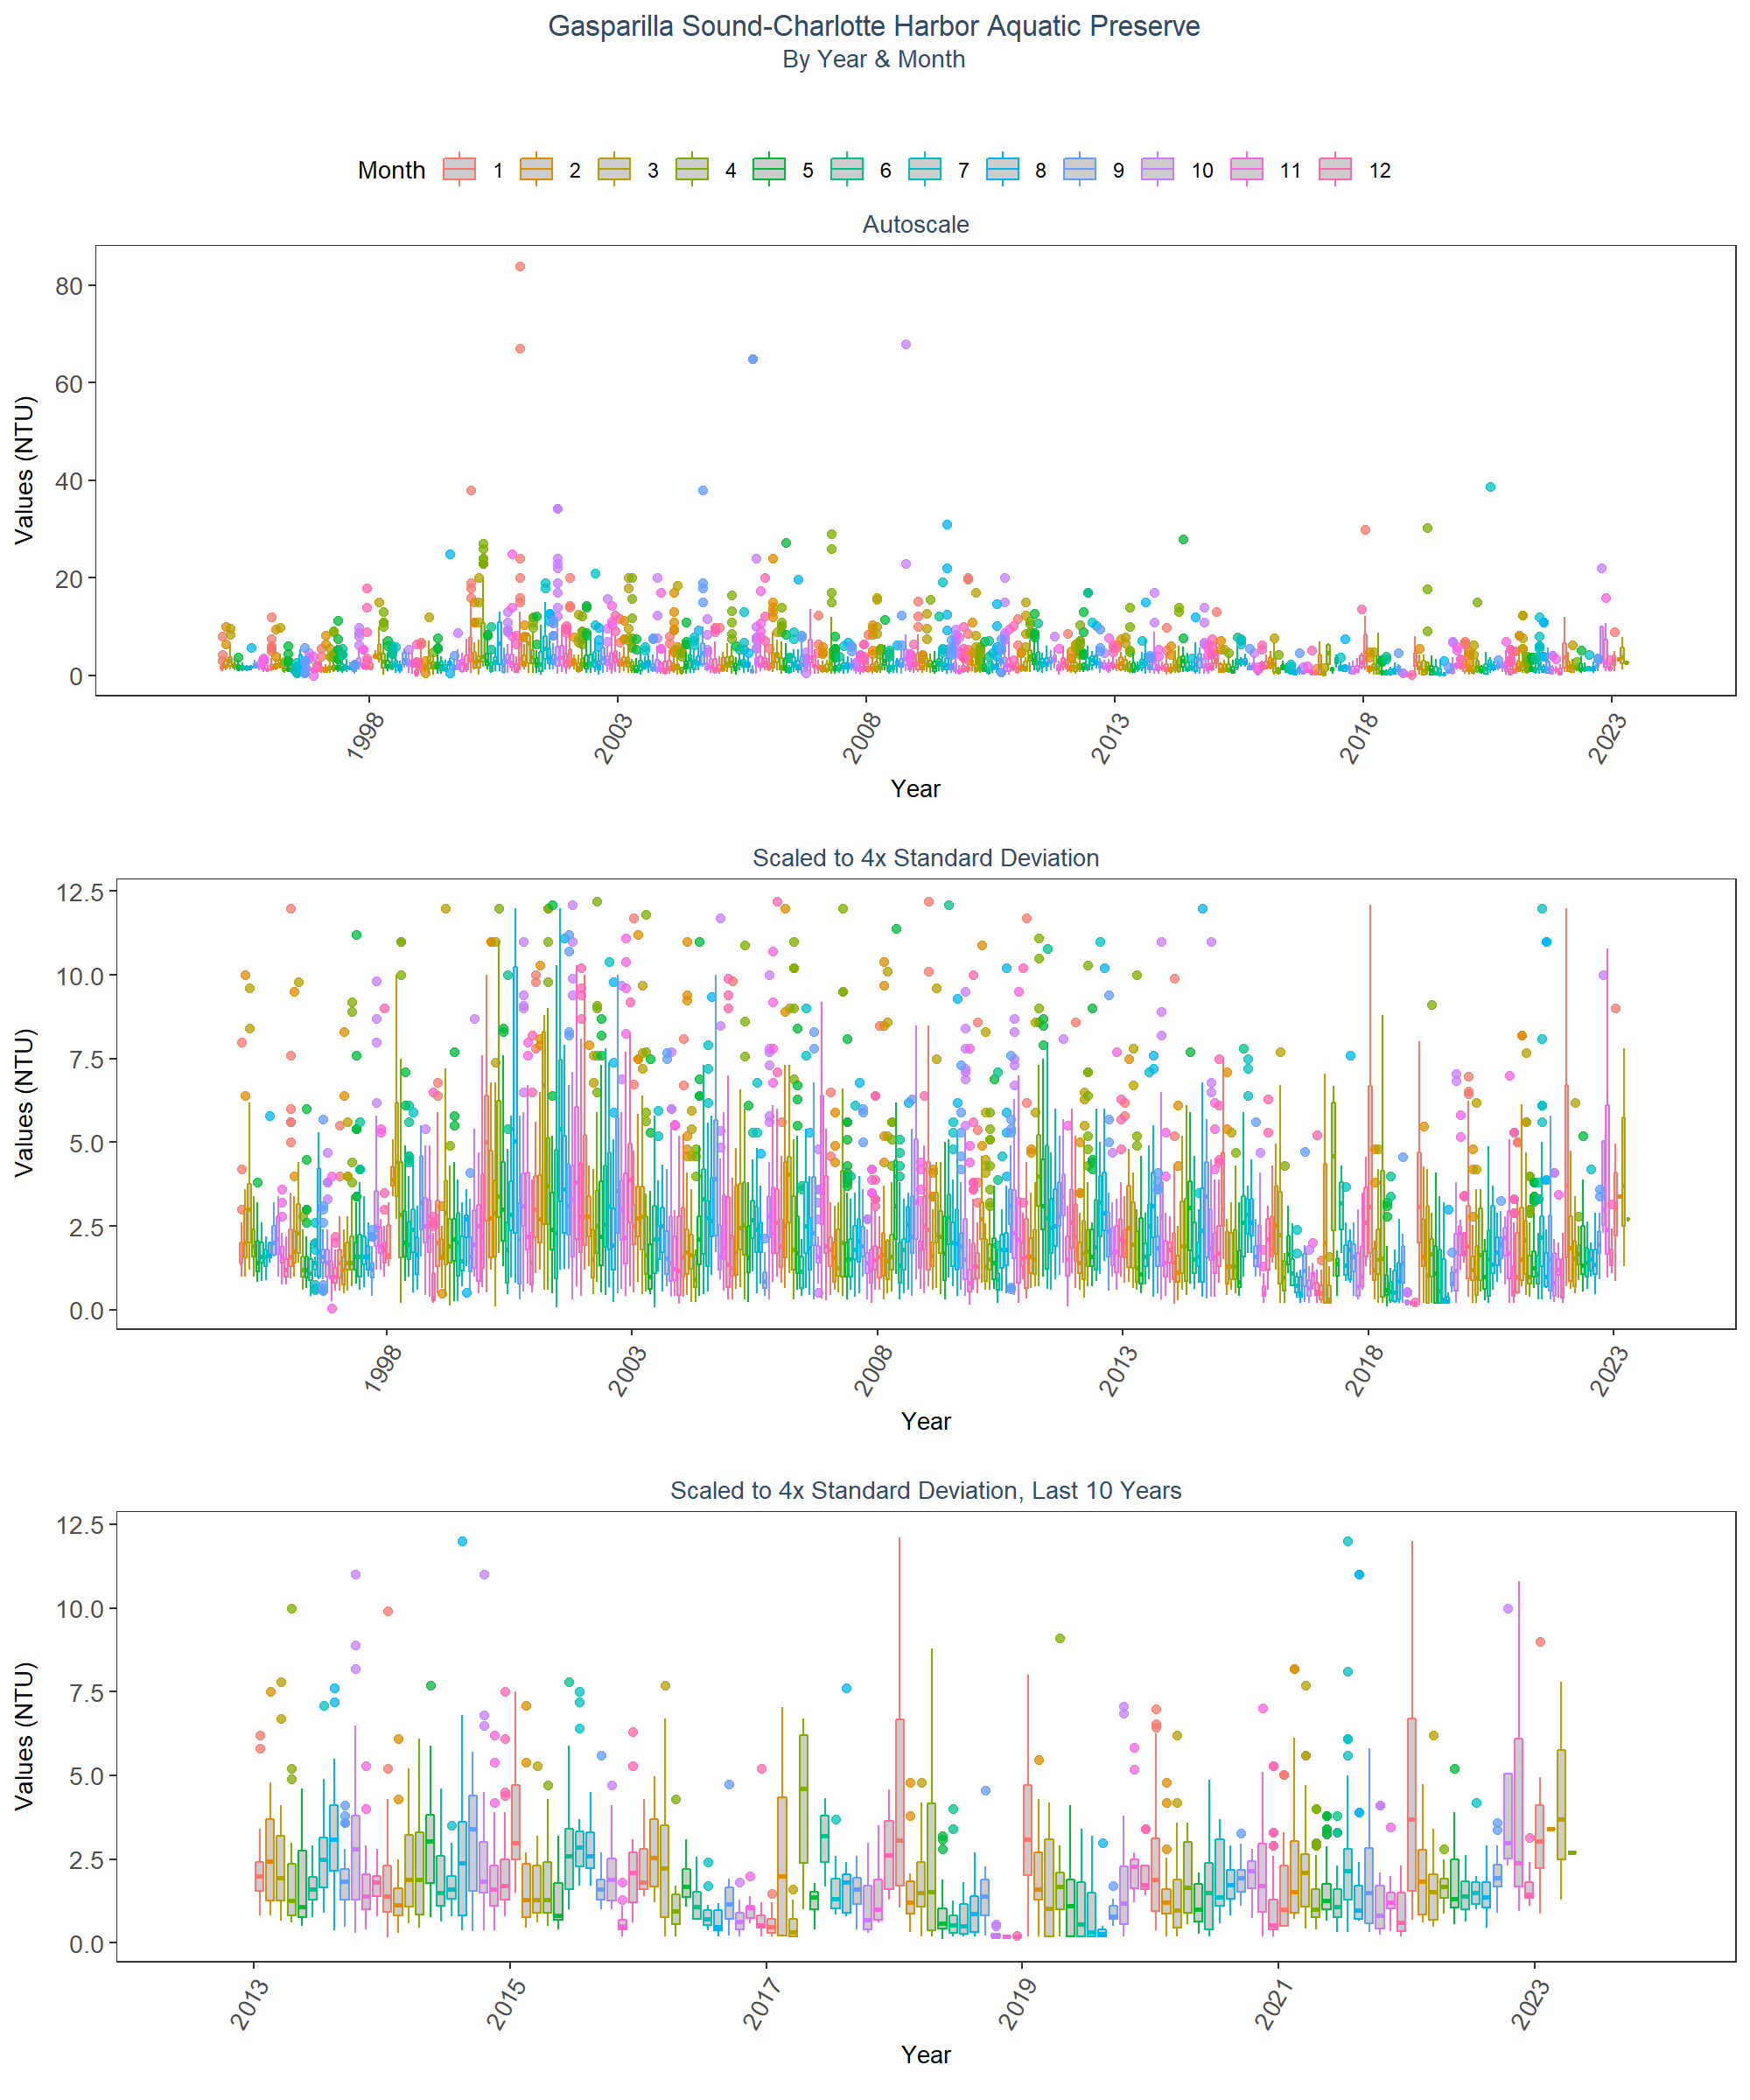 Gasparilla Sound-Charlotte Harbor Aquatic Preserve
By Year & Month
Month 1 2 3 4 5 6 7 8 9 10 11 12
Autoscale
80
60
40
20
0
Values (NTU)
1998 2003 2008 2013 2018 2023
Year
Scaled to 4x Standard Deviation
12.5
10.0
7.5
5.0
2.5
0.0
Values (NTU)
1998 2003 2008 2013 2018 2023
Year
Scaled to 4x Standard Deviation, Last 10 Years
12.5
10.0
7.5
5.0
2.5
0.0
Values (NTU)
2013 2015 2017 2019 2021 2023
Year